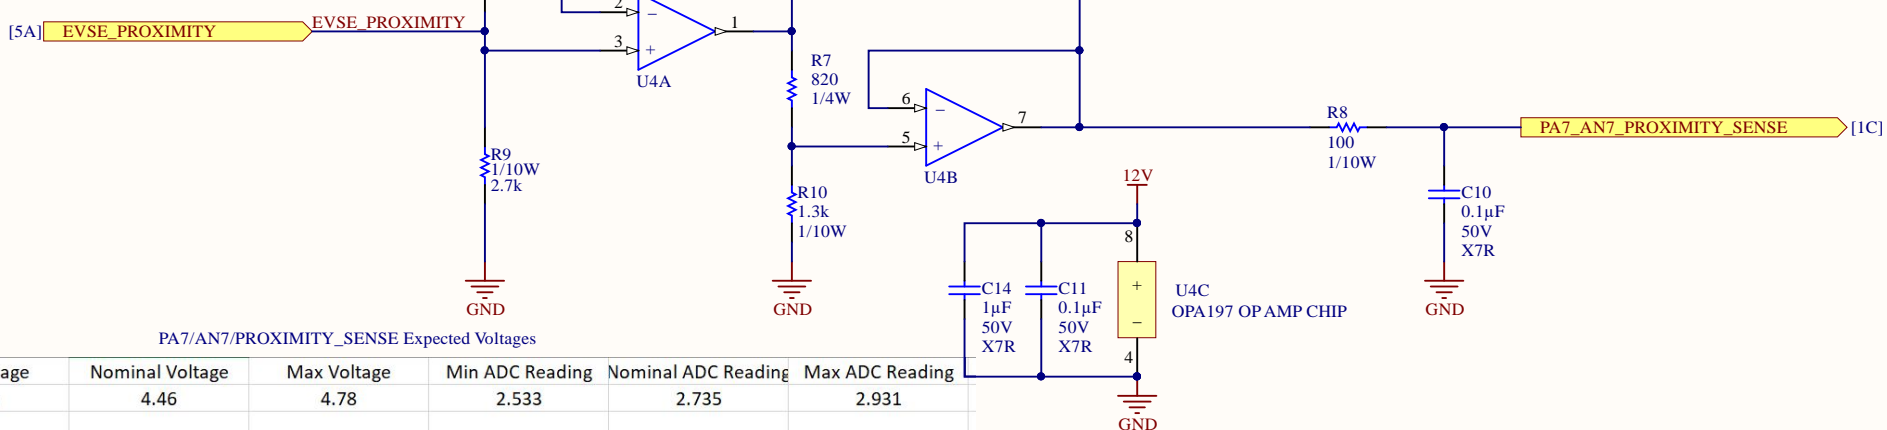 [5A]
EVSE_PROXIMITY
EVSE_PROXIMITY
2
3
−
+
1
U4A
R7
820
1/4W
6
5
−
+
7
U4B
R8
100
1/10W
PA7_AN7_PROXIMITY_SENSE
[1C]
R9
1/10W
2.7k
R10
1.3k
1/10W
12V
8
C10
0.1µF
50V
X7R
C14
1µF
50V
X7R
C11
0.1µF
50V
X7R
+
−
U4C
OPA197 OP AMP CHIP
4
GND
GND
GND
GND
PA7/AN7/PROXIMITY_SENSE Expected Voltages
age Nominal Voltage Max Voltage Min ADC Reading Nominal ADC Reading Max ADC Reading
4.46 4.78 2.533 2.735 2.931